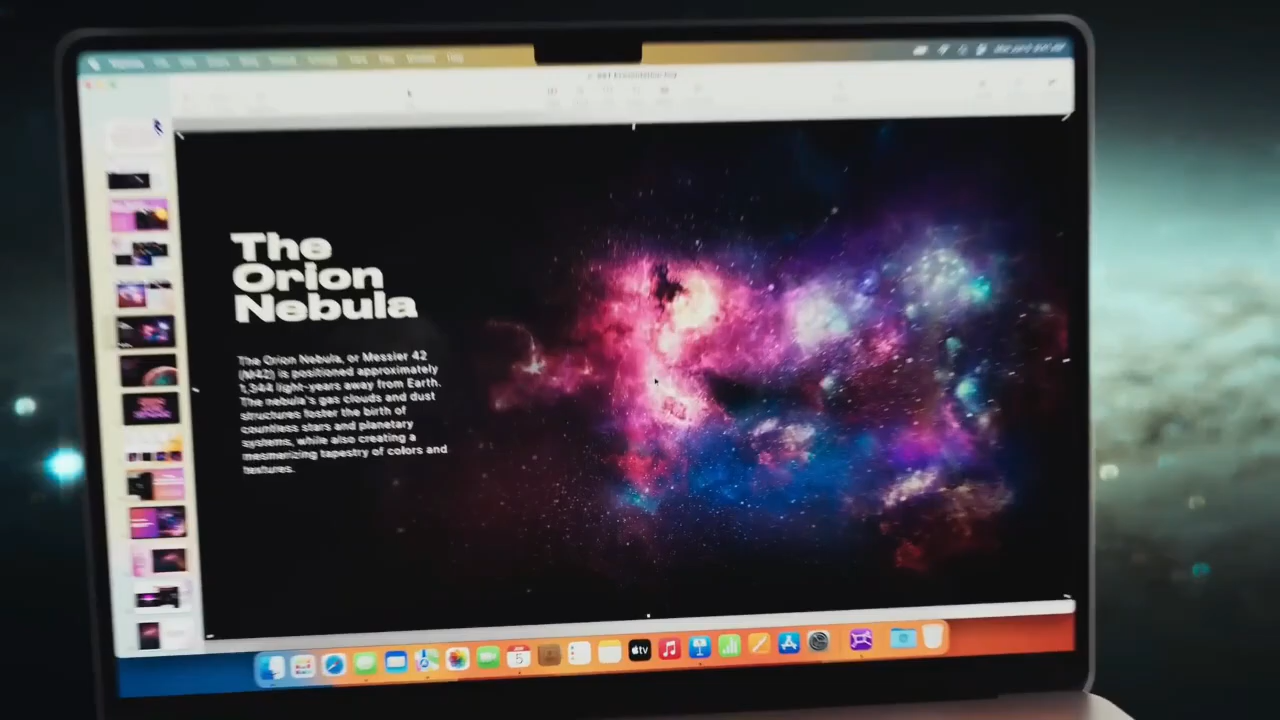 The
Orion
Nebula
The Orion Nebula, or Messier 42
(M42) is positioned approximately
1,344 light-years away from Earth.
The nebula's gas clouds and dust
structures foster the birth of
countless stars and planetary
systems, while also creating a
mesmerizing tapestry of colors and
textures.
tv
5